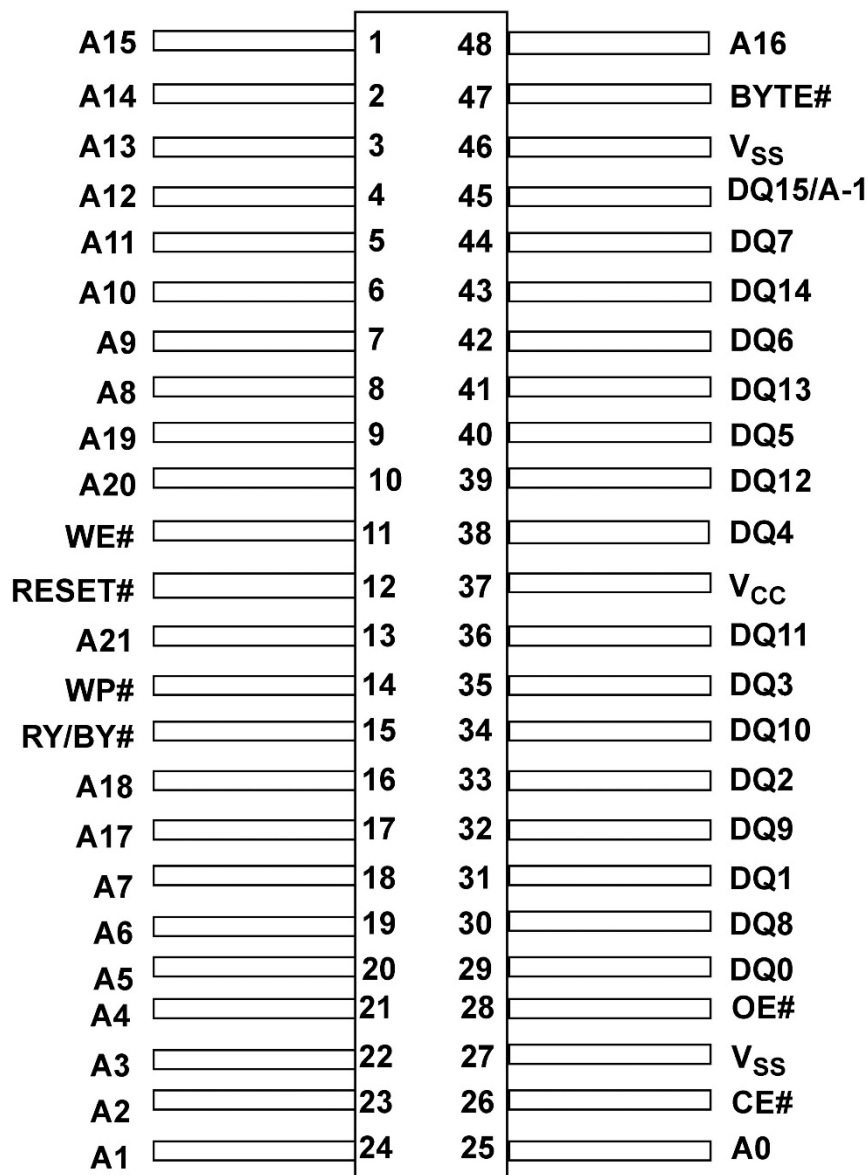 A15 1 48 A16
A14 2 47 BYTE#
A13 3 46 VSS
A12 4 45 DQ15/A-1
A11 5 44 DQ7
A10 6 43 DQ14
A9 7 42 DQ6
A8 8 41 DQ13
A19 9 40 DQ5
A20 10 39 DQ12
WE# 11 38 DQ4
RESET# 12 37 VCC
A21 13 36 DQ11
WP# 14 35 DQ3
RY/BY# 15 34 DQ10
A18 16 33 DQ2
A17 17 32 DQ9
A7 18 31 DQ1
A6 19 30 DQ8
A5 20 29 DQ0
A4 21 28 OE#
A3 22 27 VSS
A2 23 26 CE#
A1 24 25 A0